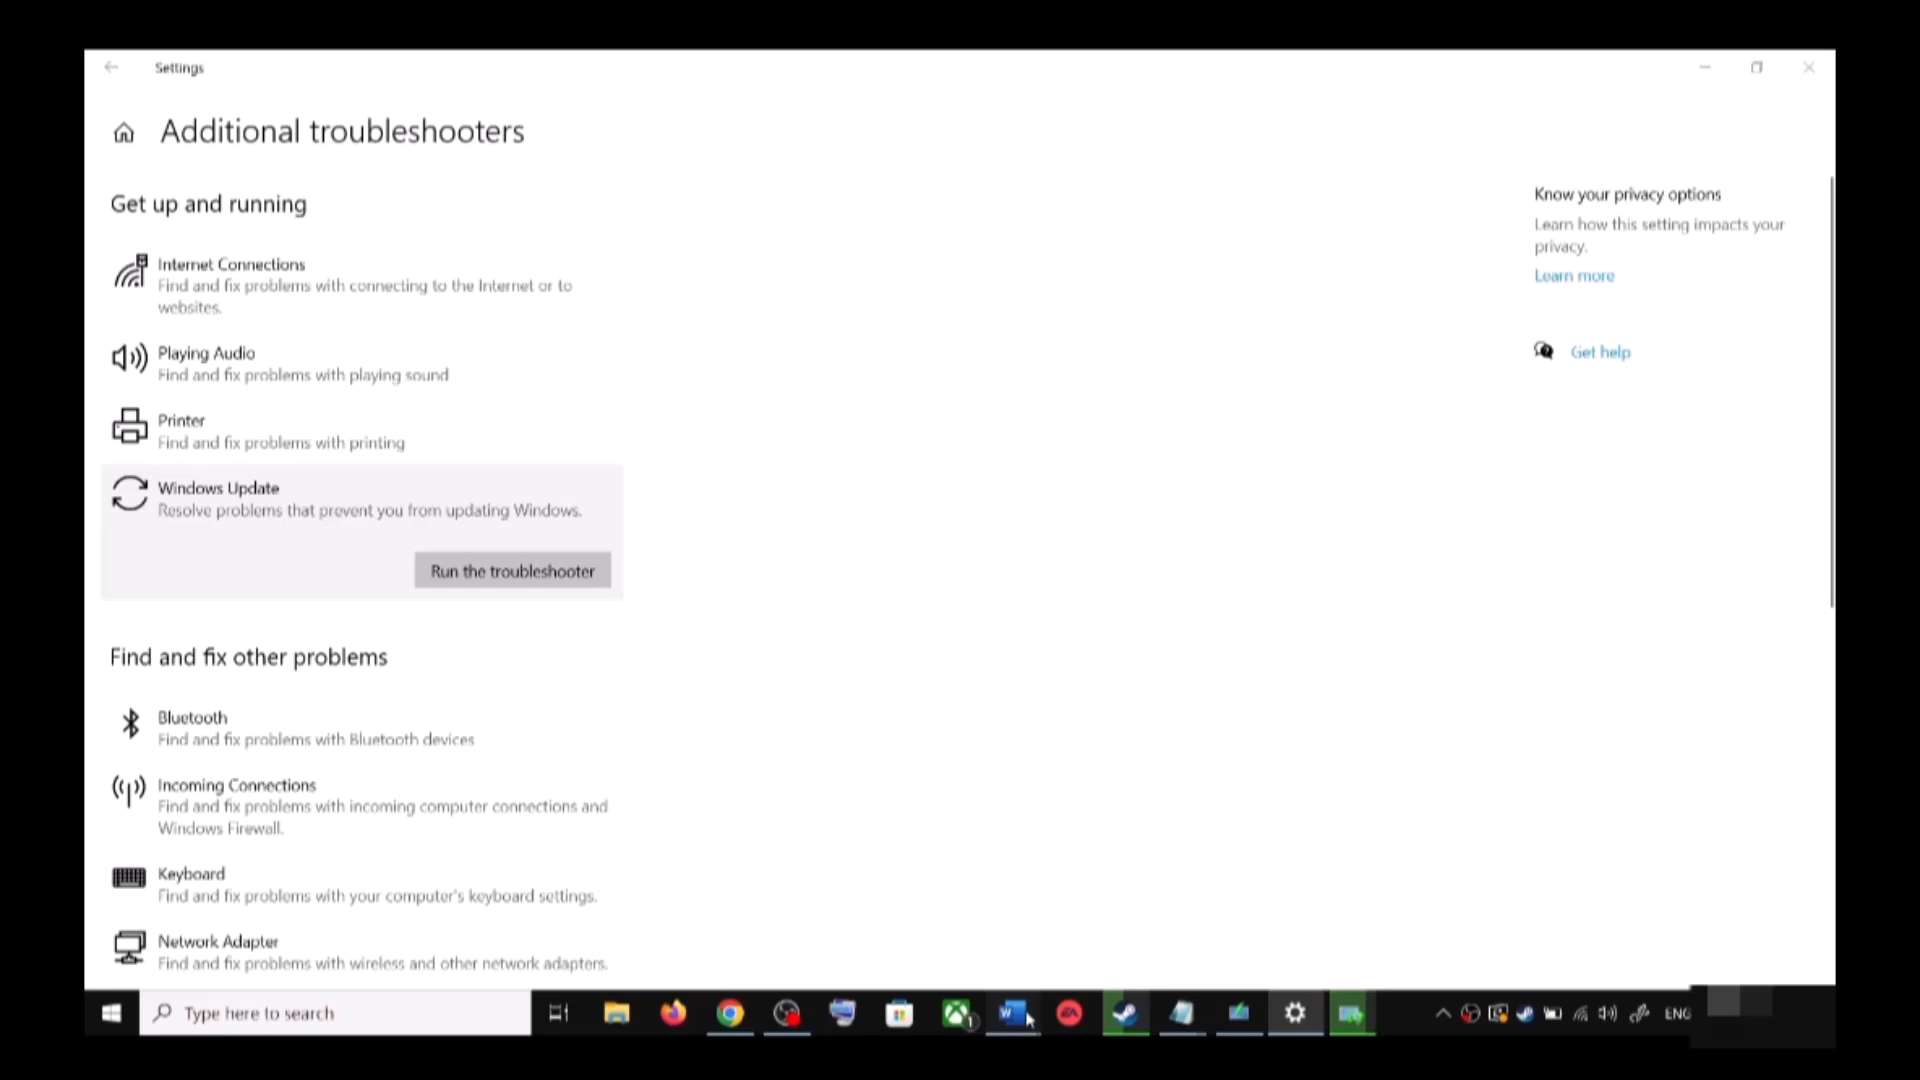 Settings
Additional troubleshooters
Get up and running
Internet Connections
Find and fix problems with connecting to the Internet or to
websites.
Playing Audio
Find and fix problems with playing sound
Printer
Find and fix problems with printing
Windows Update
Resolve problems that prevent you from updating Windows.
Run the troubleshooter
Find and fix other problems
Bluetooth
Find and fix problems with Bluetooth devices
Incoming Connections
Find and fix problems with incoming computer connections and
Windows Firewall.
Keyboard
Find and fix problems with your computer's keyboard settings.
Network Adapter
Find and fix problems with wireless and other network adapters.
Know your privacy options
Learn how this setting impacts your
privacy.
Learn more
Get help
Type here to search
1
W
EA
ENG